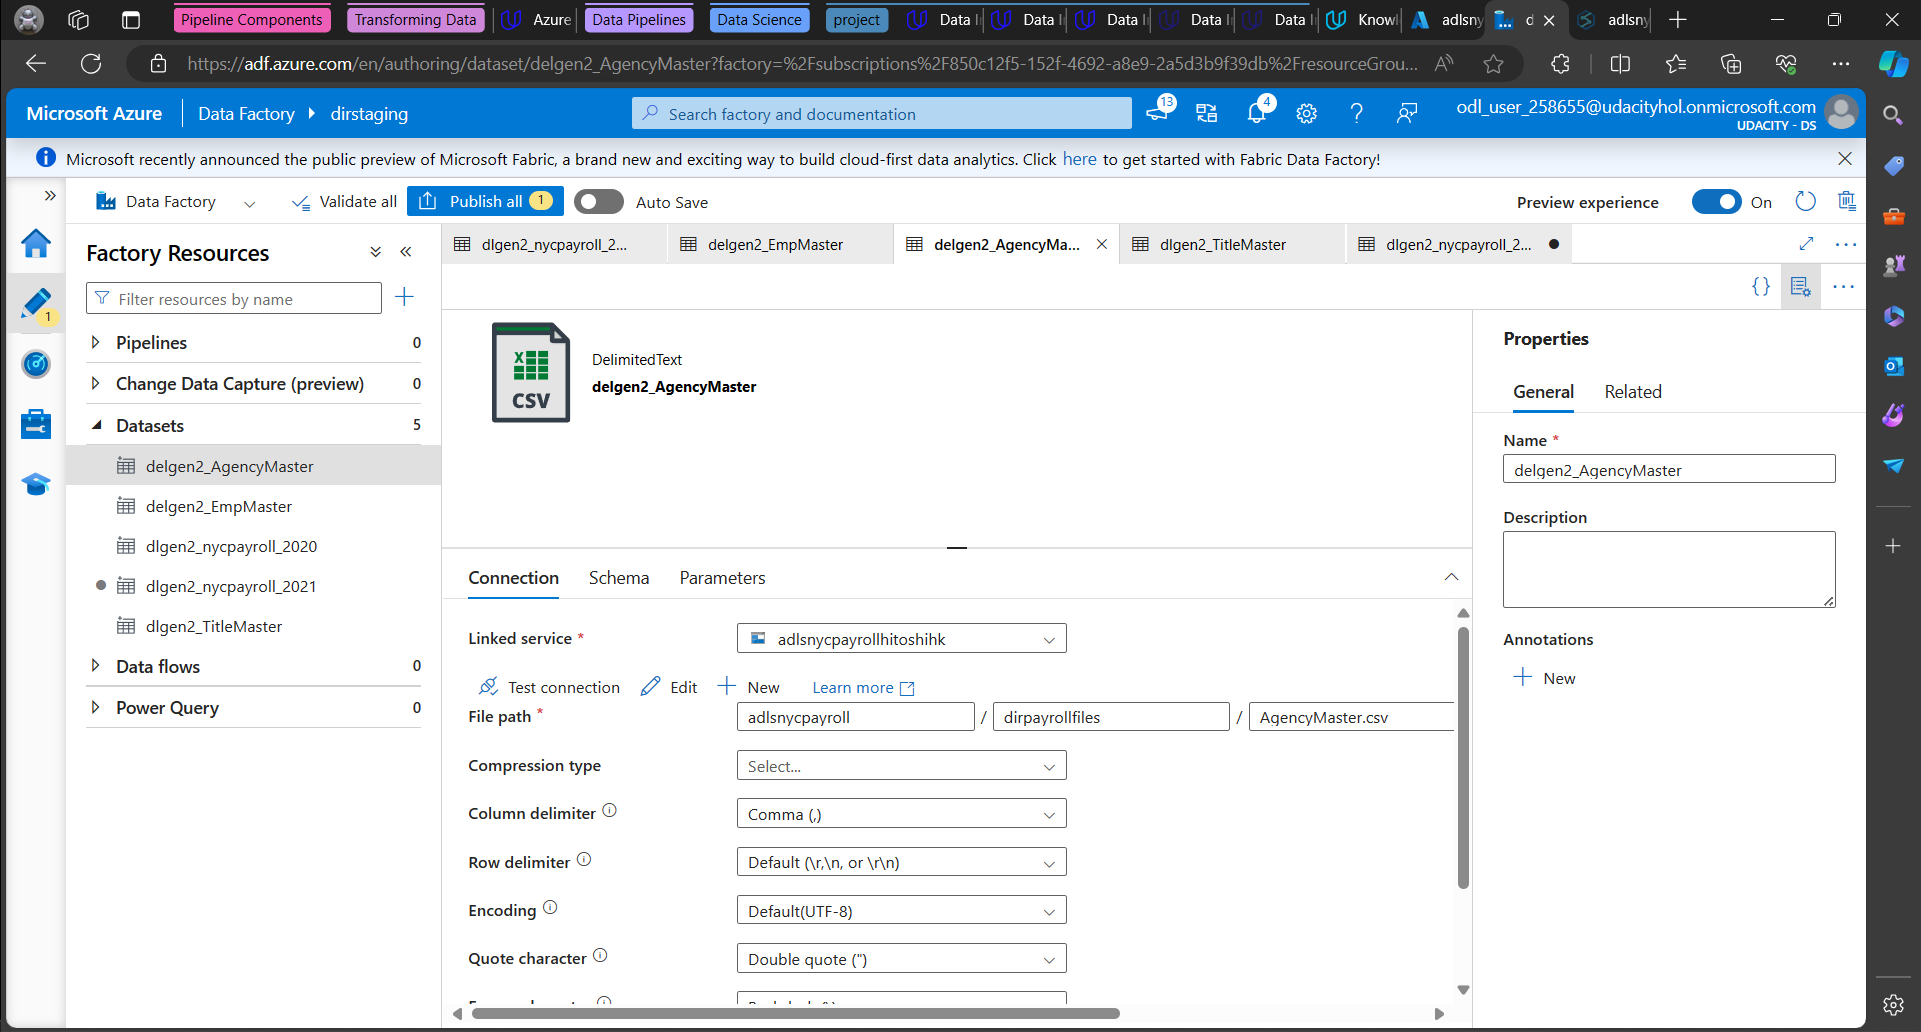 Pipeline Components
Transforming Data
Azure
Data Pipelines
Data Science
project
Data I
Data I
Data I
Data I
Data I
Knowl
adlsny
d
adlsny
https://adf.azure.com/en/authoring/dataset/delgen2_AgencyMaster?factory=%2Fsubscriptions%2F850c12f5-152f-4692-a8e9-2a5d3b9f39db%2FresourceGrou...
Microsoft Azure
Data Factory
dirstaging
Search factory and documentation
13
4
odl_user_258655@udacityhol.onmicrosoft.com
UDACITY - DS
Microsoft recently announced the public preview of Microsoft Fabric, a brand new and exciting way to build cloud-first data analytics. Click here to get started with Fabric Data Factory!
Data Factory
Validate all
Publish all 1
Auto Save
Preview experience
On
Factory Resources
dlgen2_nycpayroll_2...
delgen2_EmpMaster
delgen2_AgencyMa...
dlgen2_TitleMaster
dlgen2_nycpayroll_2...
Filter resources by name
1
Pipelines 0
Change Data Capture (preview) 0
Datasets 5
delgen2_AgencyMaster
delgen2_EmpMaster
dlgen2_nycpayroll_2020
dlgen2_nycpayroll_2021
dlgen2_TitleMaster
Data flows 0
Power Query 0
X
CSV
DelimitedText
delgen2_AgencyMaster
Connection
Schema
Parameters
Linked service *
adlsnycpayrollhitoshihk
Test connection
Edit
New
Learn more
File path *
adlsnycpayroll / dirpayrollfiles / AgencyMaster.csv
Compression type
Select...
Column delimiter
Comma (,)
Row delimiter
Default (\r,\n, or \r\n)
Encoding
Default(UTF-8)
Quote character
Double quote (")
Properties
General
Related
Name *
delgen2_AgencyMaster
Description
Annotations
New